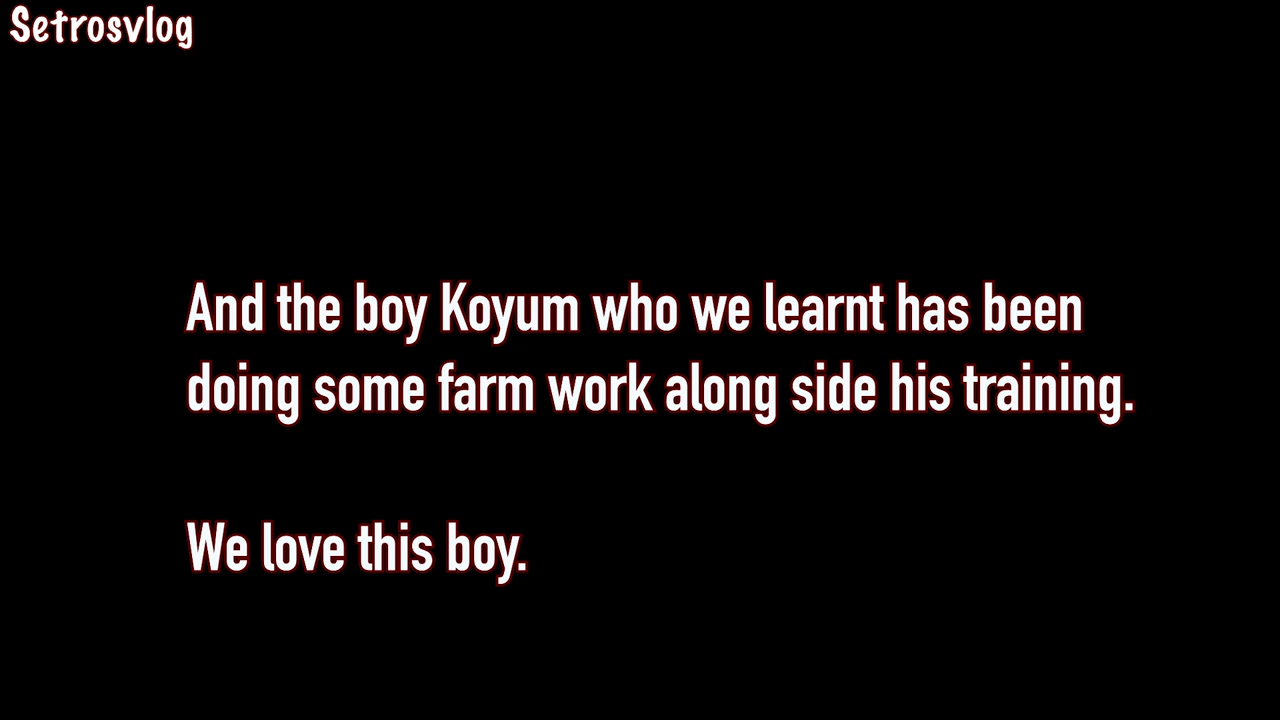 Setrosvlog
And the boy Koyum who we learnt has been
doing some farm work along side his training.
We love this boy.